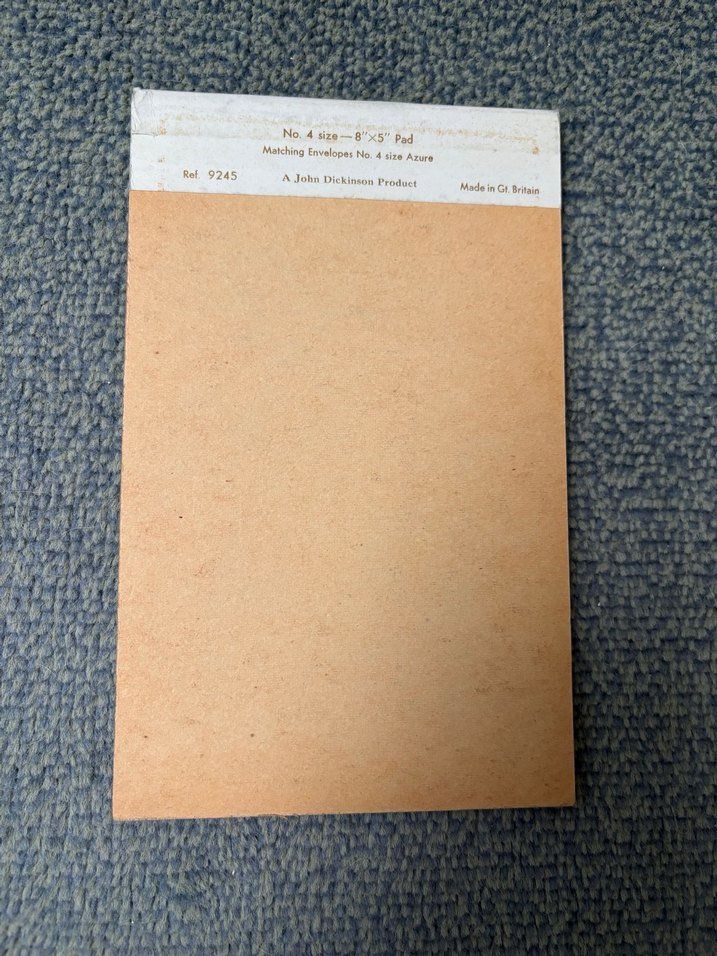 No. 4 size — 8″×5″ Pad
Matching Envelopes No. 4 size Azure
Ref. 9245 A John Dickinson Product Made in Gt. Britain